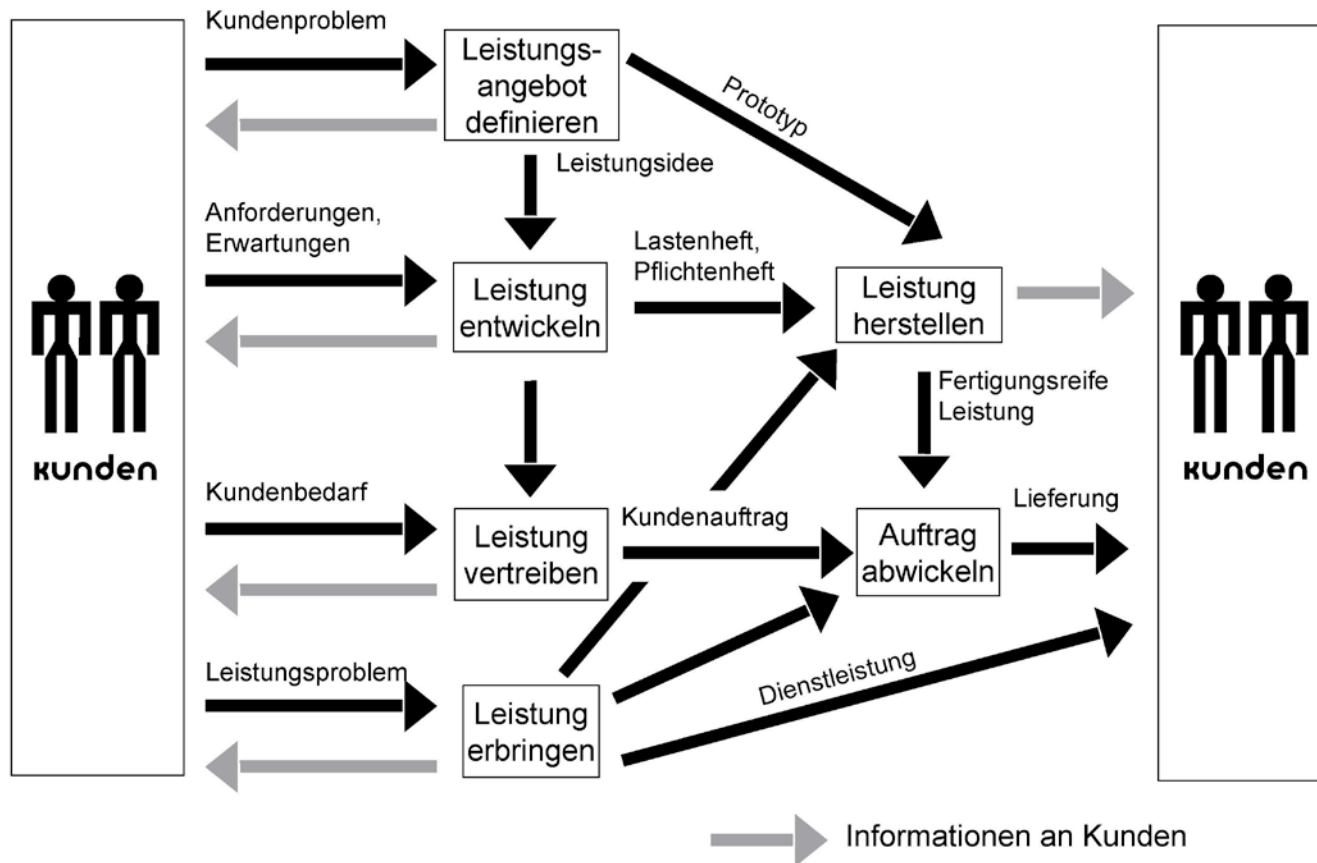 Kundenproblem
Leistungs-
angebot
definieren
Prototyp
Leistungsidee
Anforderungen,
Erwartungen
Leistung
entwickeln
Lastenheft,
Pflichtenheft
Leistung
herstellen
Fertigungsreife
Leistung
kunden
kunden
Kundenbedarf
Leistung
vertreiben
Kundenauftrag
Auftrag
abwickeln
Lieferung
Leistungsproblem
Leistung
erbringen
Dienstleistung
Informationen an Kunden